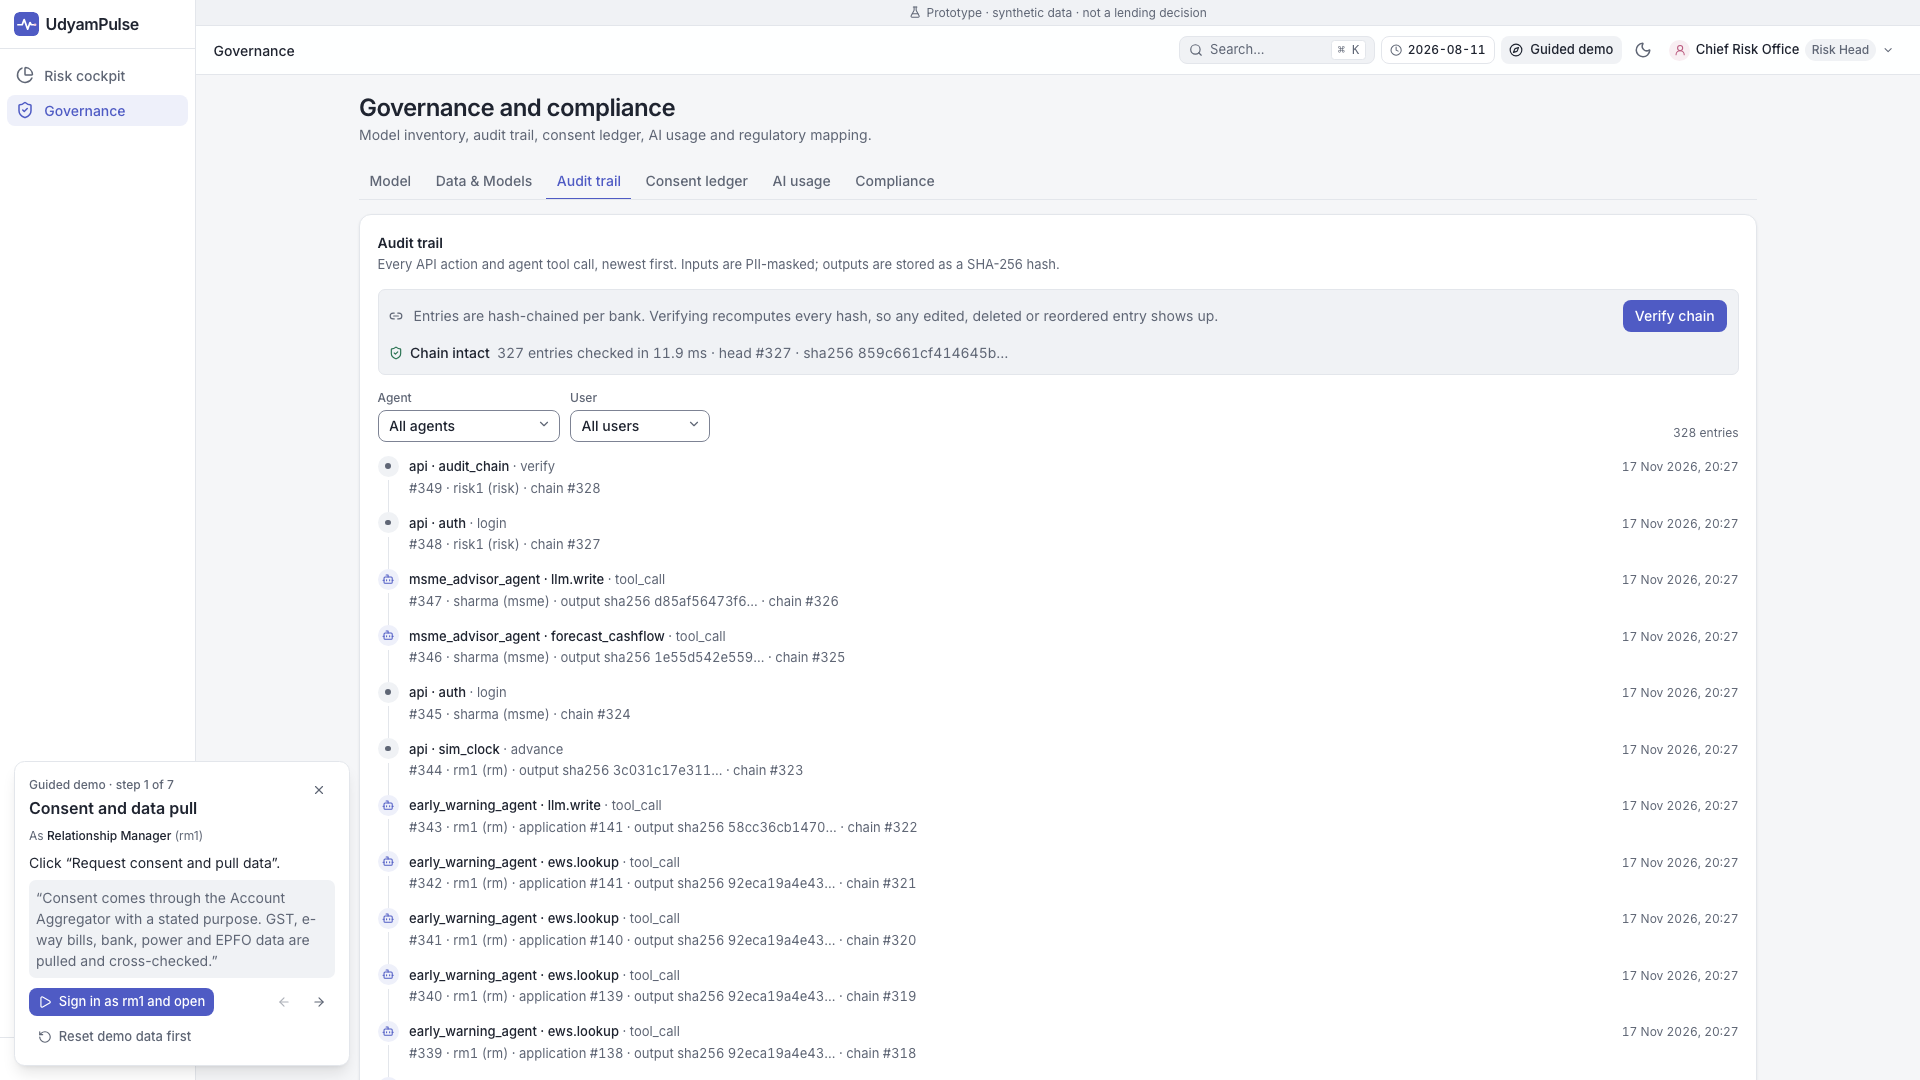 UdyamPulse
Risk cockpit
Governance
Prototype · synthetic data · not a lending decision
Governance
Search...
⌘ K
2026-08-11
Guided demo
Chief Risk Office
Risk Head
Governance and compliance
Model inventory, audit trail, consent ledger, AI usage and regulatory mapping.
Model
Data & Models
Audit trail
Consent ledger
AI usage
Compliance
Audit trail
Every API action and agent tool call, newest first. Inputs are PII-masked; outputs are stored as a SHA-256 hash.
Entries are hash-chained per bank. Verifying recomputes every hash, so any edited, deleted or reordered entry shows up.
Verify chain
Chain intact 327 entries checked in 11.9 ms · head #327 · sha256 859c661cf414645b…
Agent
User
All agents
All users
328 entries
api · audit_chain · verify
17 Nov 2026, 20:27
#349 · risk1 (risk) · chain #328
api · auth · login
17 Nov 2026, 20:27
#348 · risk1 (risk) · chain #327
msme_advisor_agent · llm.write · tool_call
17 Nov 2026, 20:27
#347 · sharma (msme) · output sha256 d85af56473f6… · chain #326
msme_advisor_agent · forecast_cashflow · tool_call
17 Nov 2026, 20:27
#346 · sharma (msme) · output sha256 1e55d542e559… · chain #325
api · auth · login
17 Nov 2026, 20:27
#345 · sharma (msme) · chain #324
api · sim_clock · advance
17 Nov 2026, 20:27
#344 · rm1 (rm) · output sha256 3c031c17e311… · chain #323
early_warning_agent · llm.write · tool_call
17 Nov 2026, 20:27
#343 · rm1 (rm) · application #141 · output sha256 58cc36cb1470… · chain #322
early_warning_agent · ews.lookup · tool_call
17 Nov 2026, 20:27
#342 · rm1 (rm) · application #141 · output sha256 92eca19a4e43… · chain #321
early_warning_agent · ews.lookup · tool_call
17 Nov 2026, 20:27
#341 · rm1 (rm) · application #140 · output sha256 92eca19a4e43… · chain #320
early_warning_agent · ews.lookup · tool_call
17 Nov 2026, 20:27
#340 · rm1 (rm) · application #139 · output sha256 92eca19a4e43… · chain #319
early_warning_agent · ews.lookup · tool_call
17 Nov 2026, 20:27
#339 · rm1 (rm) · application #138 · output sha256 92eca19a4e43… · chain #318
Guided demo · step 1 of 7
Consent and data pull
As Relationship Manager (rm1)
Click “Request consent and pull data”.
“Consent comes through the Account
Aggregator with a stated purpose. GST, e-
way bills, bank, power and EPFO data are
pulled and cross-checked.”
Sign in as rm1 and open
Reset demo data first